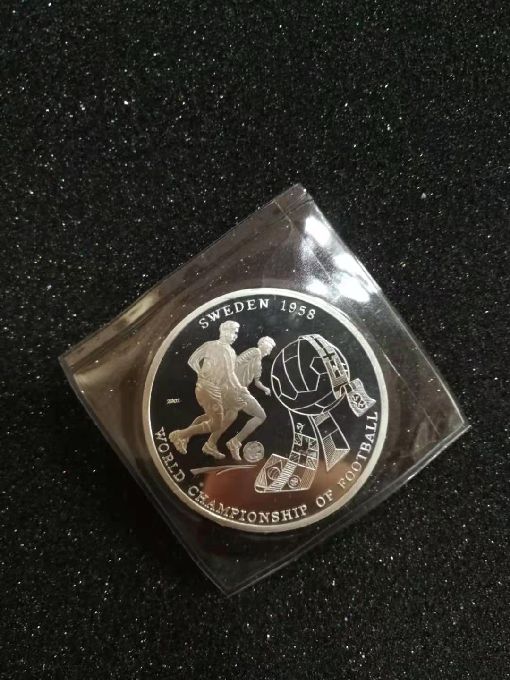 SWEDEN 1958
2001
WORLD CHAMPIONSHIP OF FOOTBALL